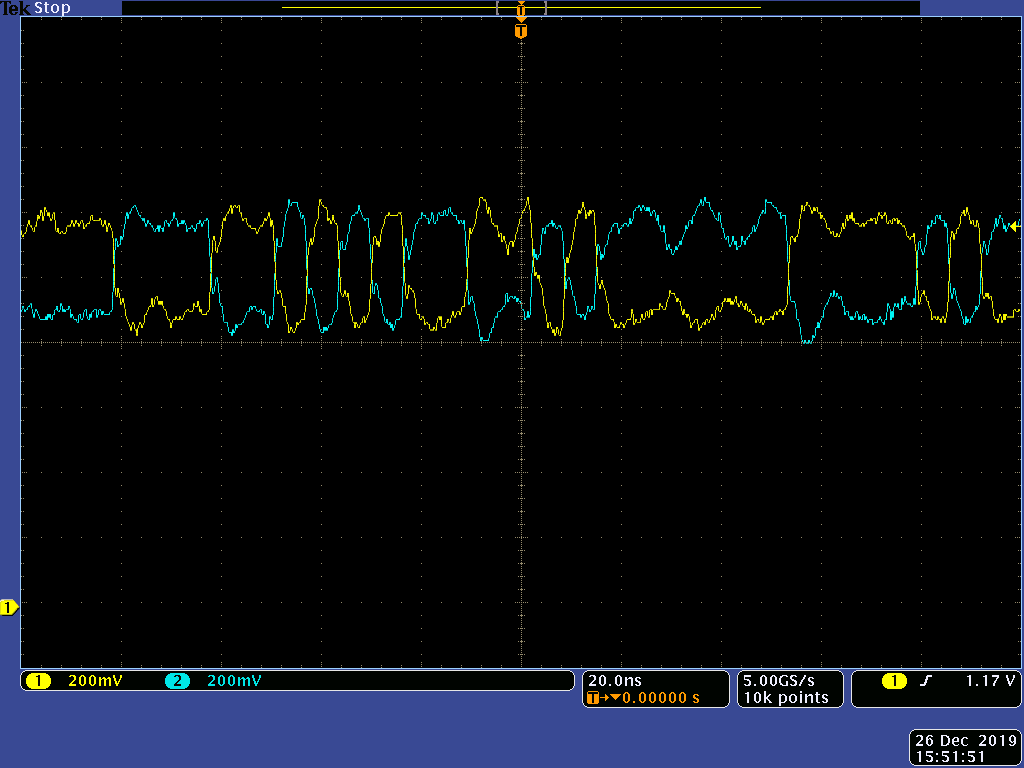 Tek Stop
T
T
1
1 200mV 2 200mV
20.0ns
T→▼0.00000 s
5.00GS/s
10k points
1 ∫ 1.17 V
26 Dec 2019
15:51:51